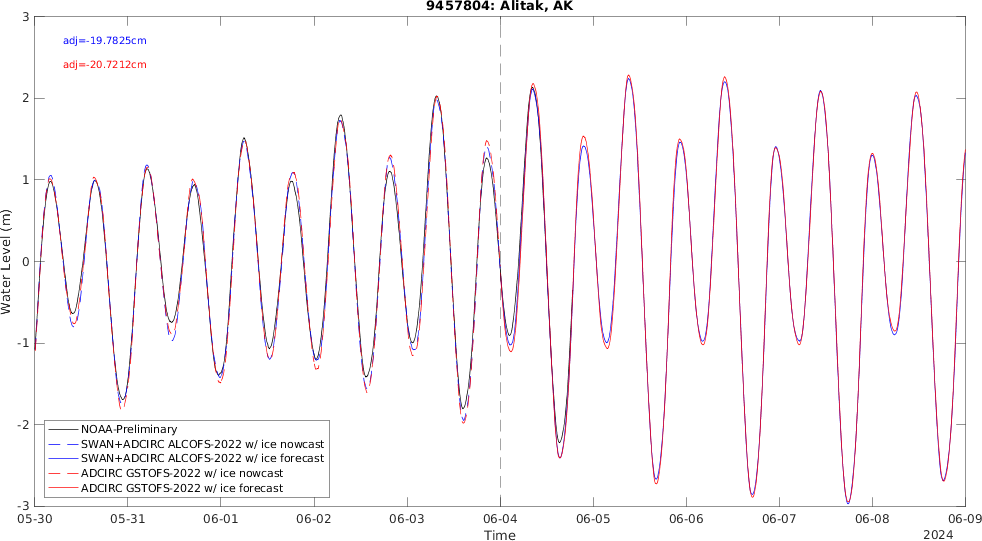 9457804: Alitak, AK
adj=-19.7825cm
adj=-20.7212cm
Water Level (m)
3
2
1
0
-1
-2
-3
NOAA-Preliminary
SWAN+ADCIRC ALCOFS-2022 w/ ice nowcast
SWAN+ADCIRC ALCOFS-2022 w/ ice forecast
ADCIRC GSTOFS-2022 w/ ice nowcast
ADCIRC GSTOFS-2022 w/ ice forecast
05-30 05-31 06-01 06-02 06-03 06-04 06-05 06-06 06-07 06-08 06-09
Time
2024